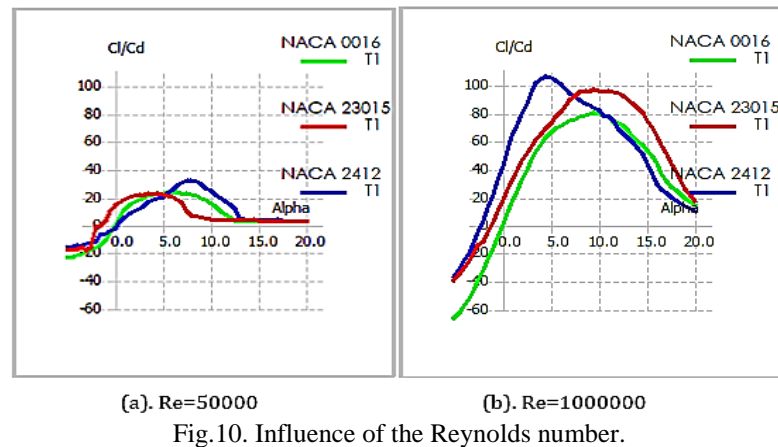 Cl/Cd
NACA 0016
T1
100
80
NACA 23015
T1
60
40
NACA 2412
T1
20
Alpha
-0
0.0 5.0 10.0 15.0 20.0
-20
-40
-60
Cl/Cd
NACA 0016
T1
100
80
NACA 23015
T1
60
40
NACA 2412
T1
20
Alpha
-0
0.0 5.0 10.0 15.0 20.0
-20
-40
-60
(a). Re=50000
(b). Re=1000000
Fig.10. Influence of the Reynolds number.